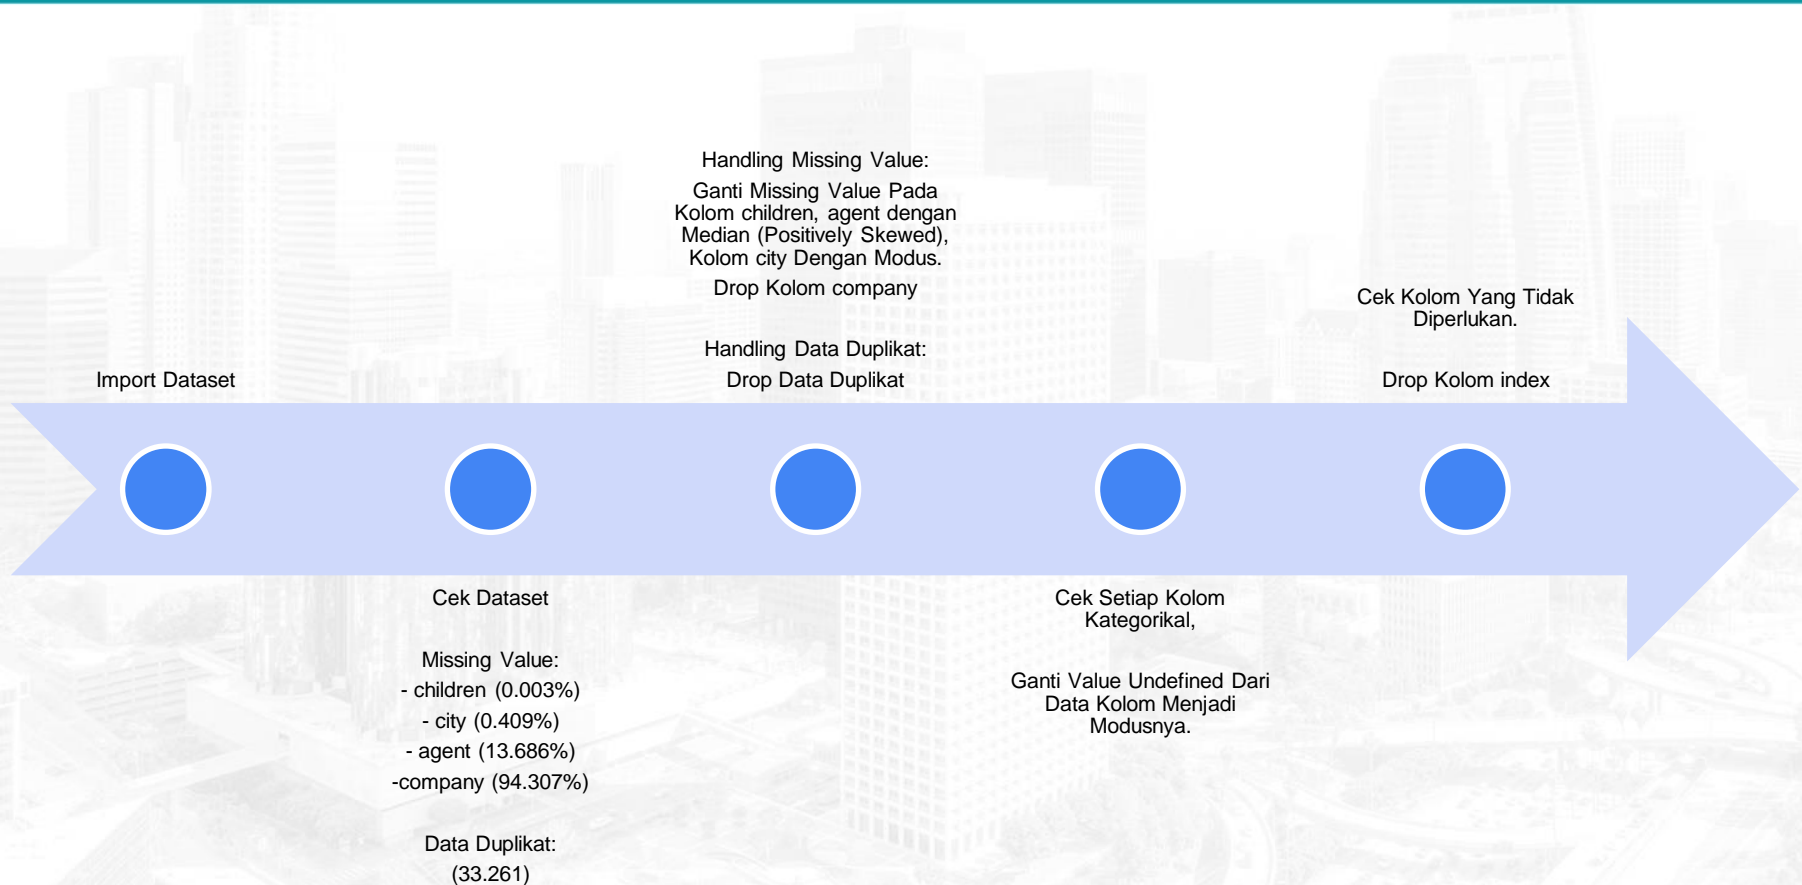 Import Dataset
Cek Dataset
Missing Value:
- children (0.003%)
- city (0.409%)
- agent (13.686%)
-company (94.307%)
Data Duplikat:
(33.261)
Handling Missing Value:
Ganti Missing Value Pada
Kolom children, agent dengan
Median (Positively Skewed),
Kolom city Dengan Modus.
Drop Kolom company
Handling Data Duplikat:
Drop Data Duplikat
Cek Setiap Kolom
Kategorikal,
Ganti Value Undefined Dari
Data Kolom Menjadi
Modusnya.
Cek Kolom Yang Tidak
Diperlukan.
Drop Kolom index